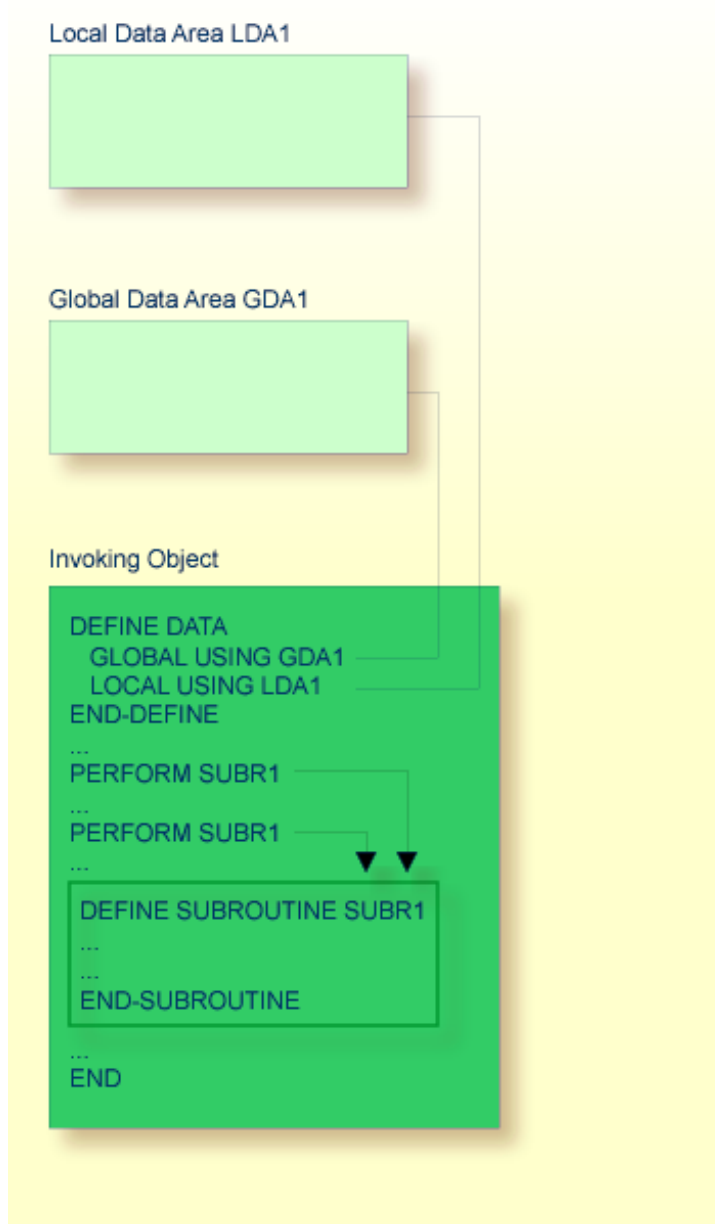 Local Data Area LDA1
Global Data Area GDA1
Invoking Object
DEFINE DATA
GLOBAL USING GDA1
LOCAL USING LDA1
END-DEFINE
...
PERFORM SUBR1
...
PERFORM SUBR1
...
DEFINE SUBROUTINE SUBR1
...
...
END-SUBROUTINE
...
END